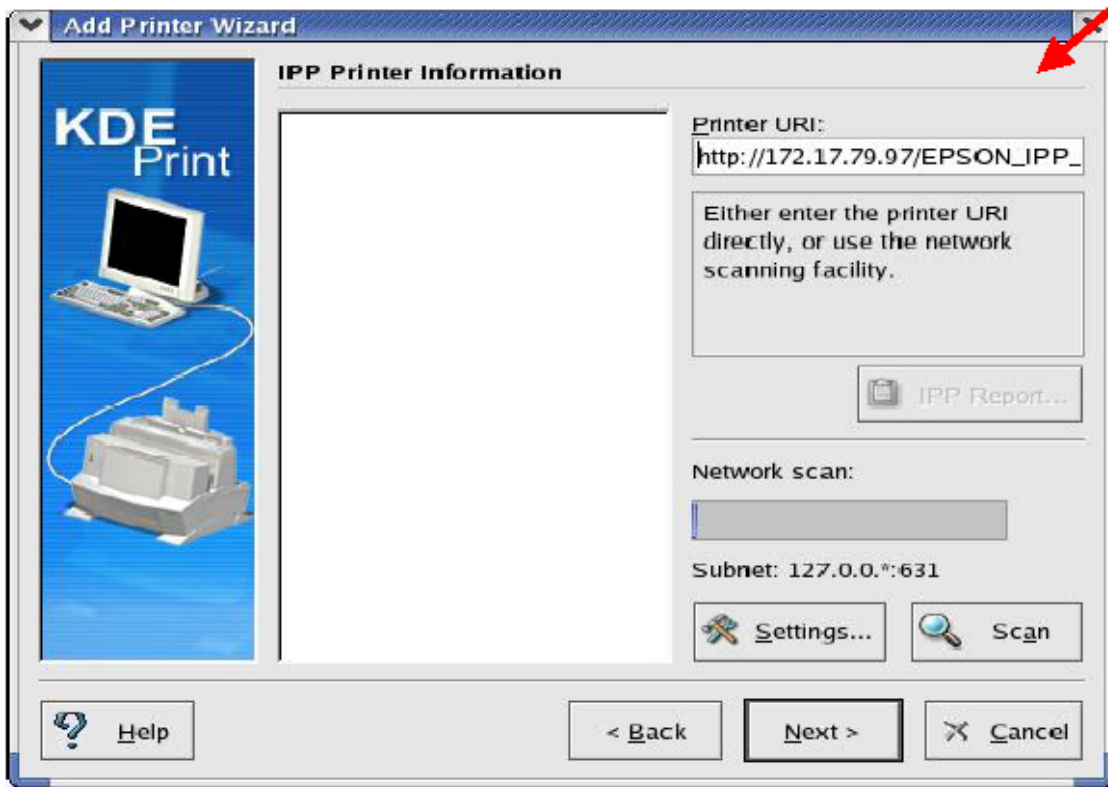 Add Printer Wizard
KDE
Print
IPP Printer Information
Printer URI:
http://172.17.79.97/EPSON_IPP_
Either enter the printer URI
directly, or use the network
scanning facility.
IPP Report...
Network scan:
Subnet: 127.0.0.*:631
Settings...
Scan
Help
< Back
Next >
Cancel